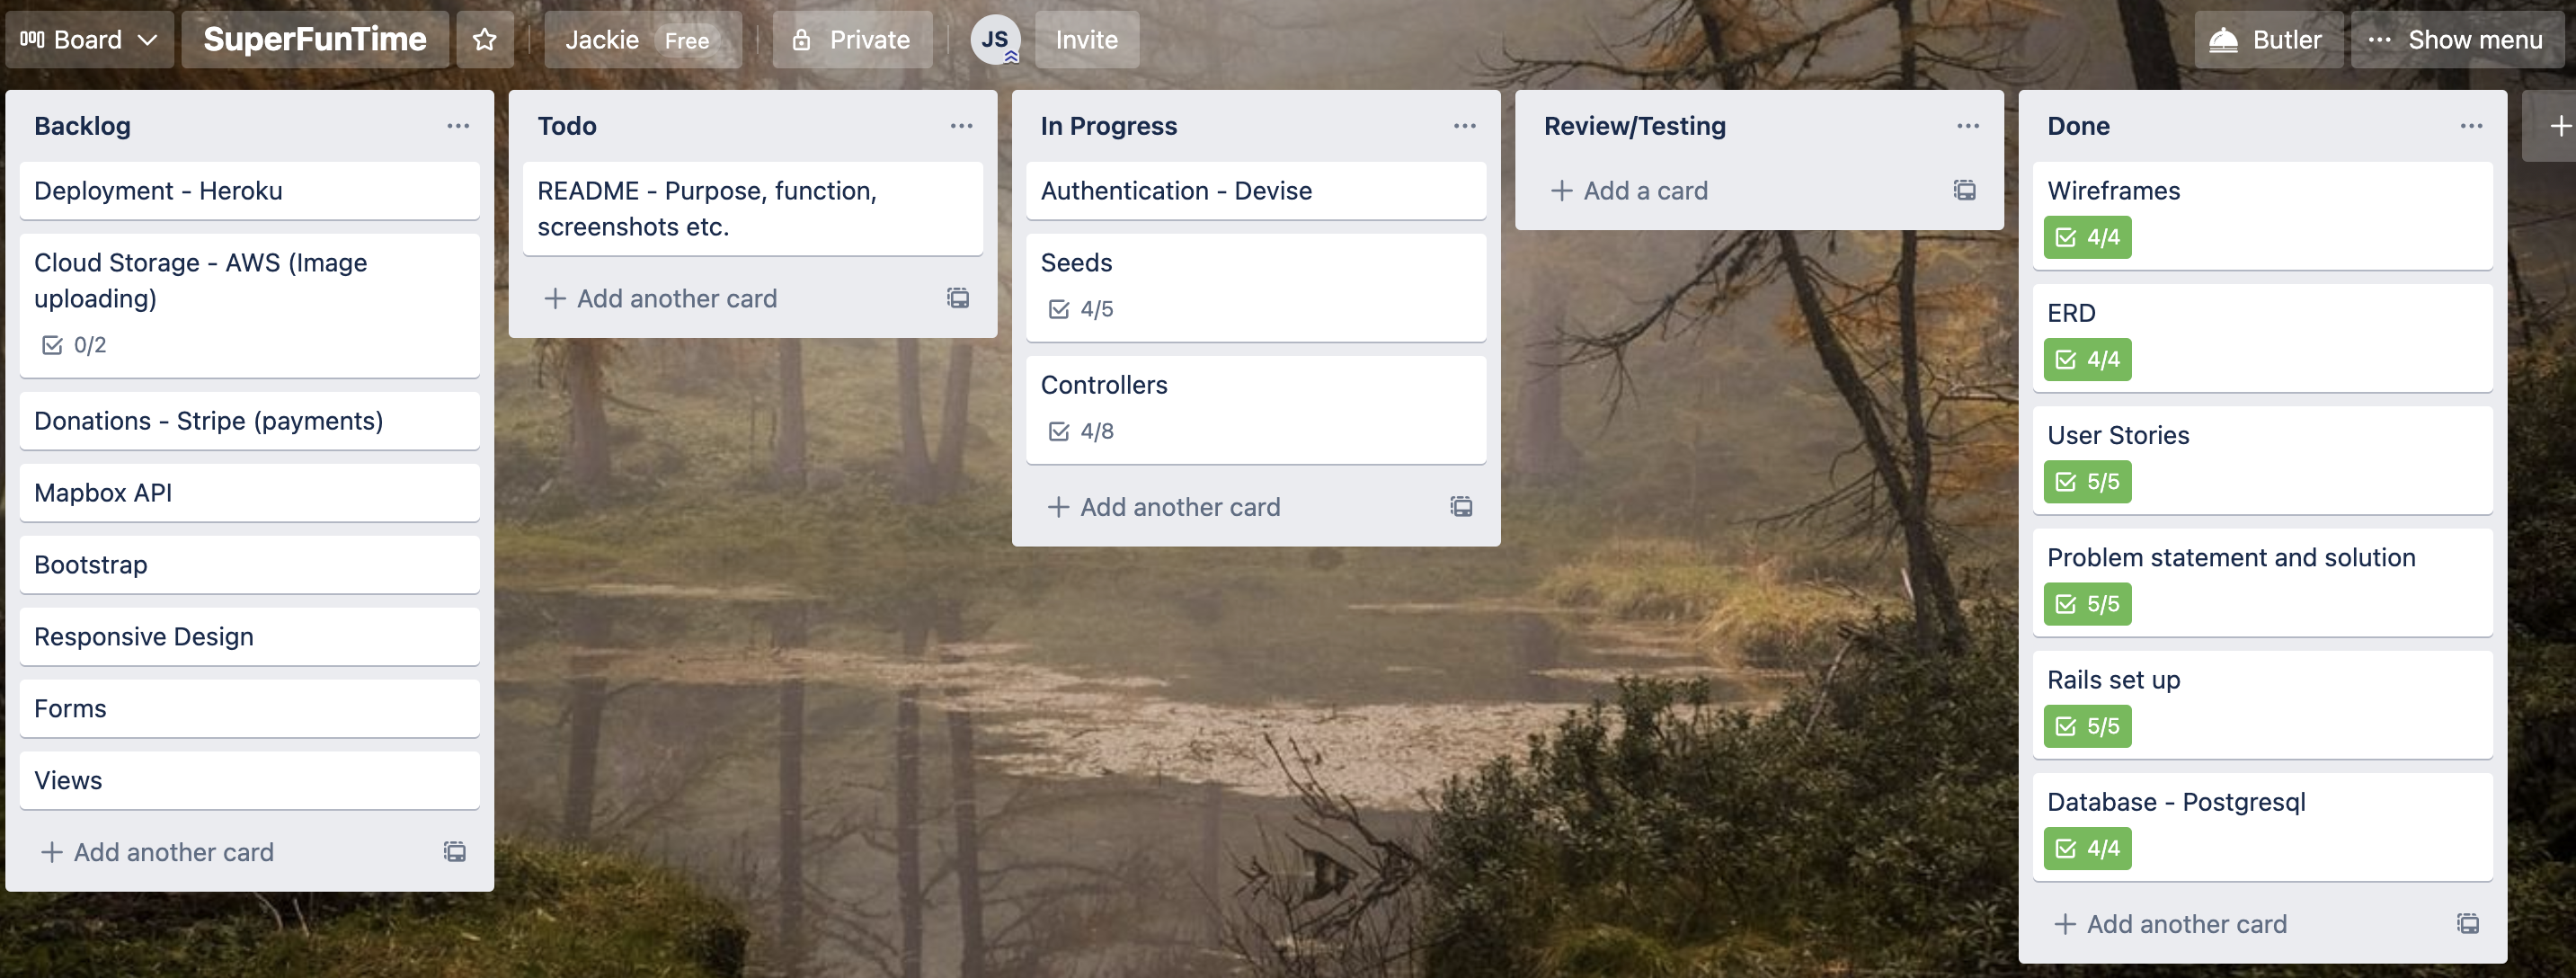 Board
SuperFunTime
Jackie Free
Private
JS
Invite
Butler
Show menu
Backlog
Deployment - Heroku
Cloud Storage - AWS (Image
uploading)
0/2
Donations - Stripe (payments)
Mapbox API
Bootstrap
Responsive Design
Forms
Views
+ Add another card
Todo
README - Purpose, function,
screenshots etc.
+ Add another card
In Progress
Authentication - Devise
Seeds
4/5
Controllers
4/8
+ Add another card
Review/Testing
+ Add a card
Done
Wireframes
4/4
ERD
4/4
User Stories
5/5
Problem statement and solution
5/5
Rails set up
5/5
Database - Postgresql
4/4
+ Add another card